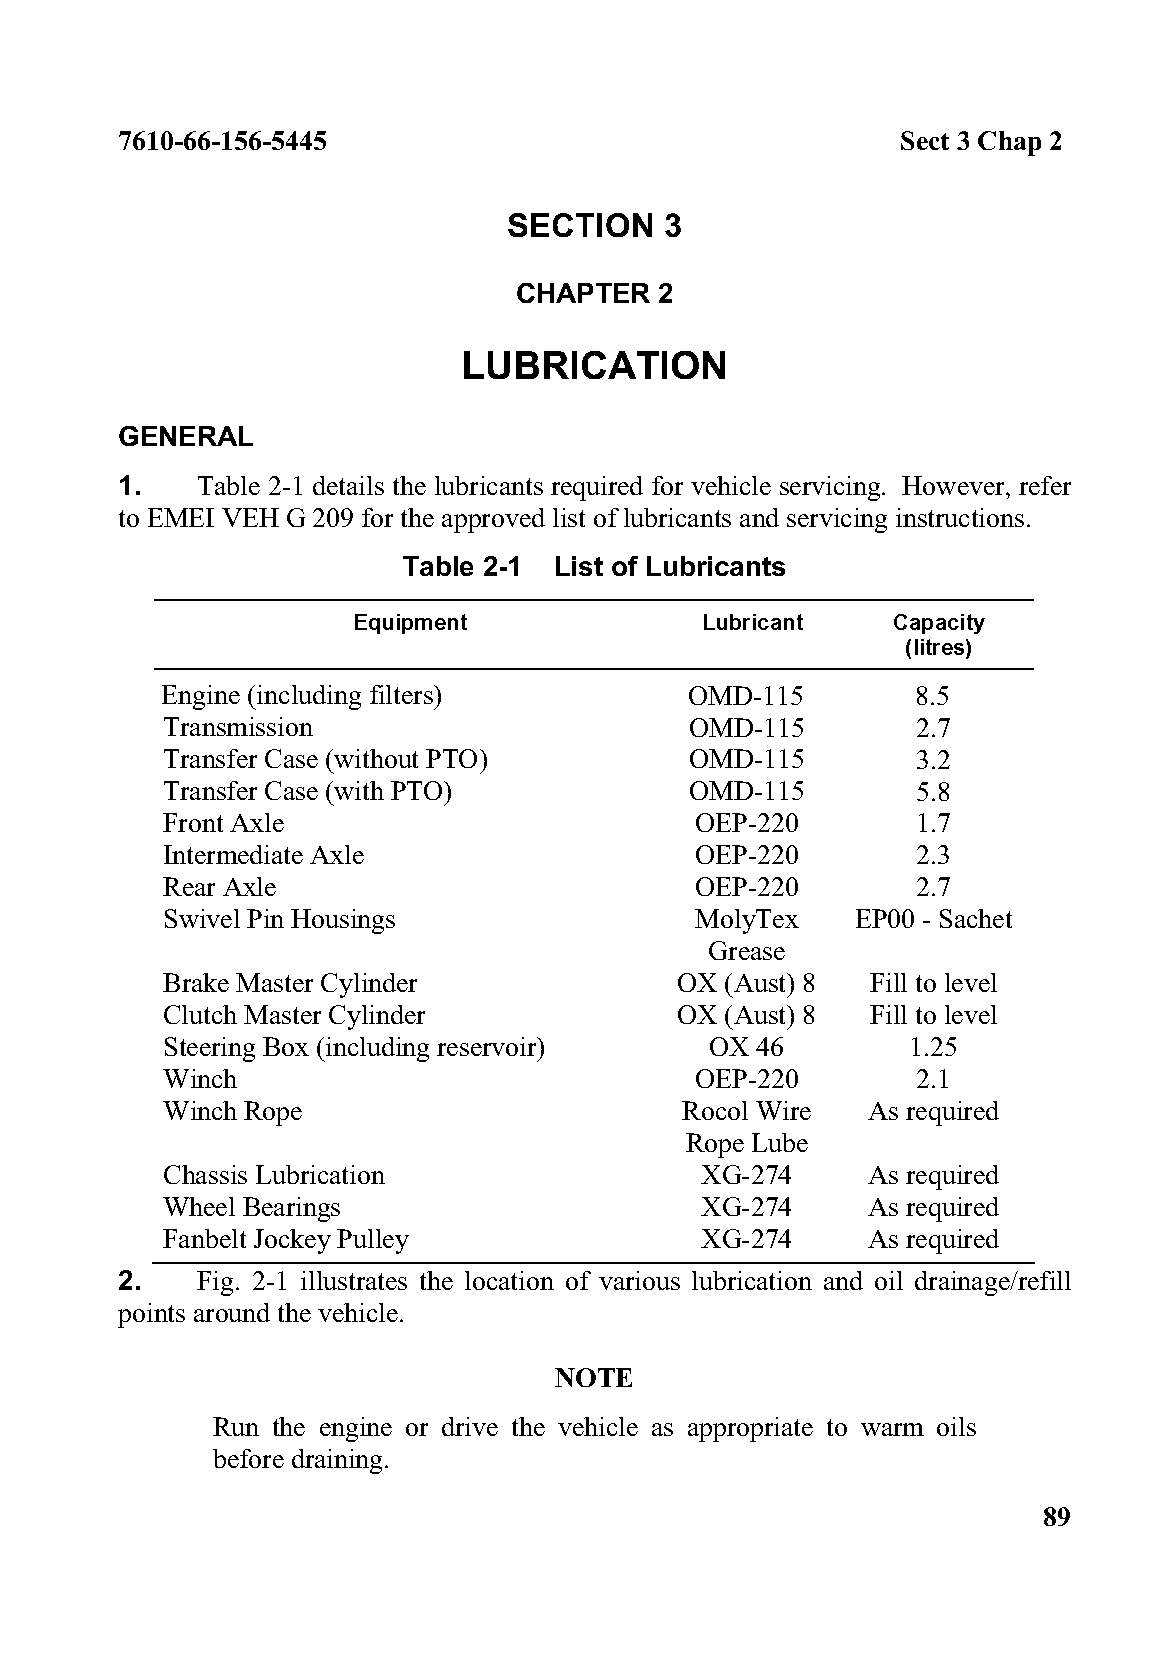 7610-66-156-5445 Sect 3 Chap 2
SECTION 3
CHAPTER 2
LUBRICATION
GENERAL
1. Table 2-1 details the lubricants required for vehicle servicing. However, refer
to EMEI VEH G 209 for the approved list of lubricants and servicing instructions.
Table 2-1 List of Lubricants
Equipment Lubricant Capacity
(litres)
Engine (including filters) OMD-115 8.5
Transmission OMD-115 2.7
Transfer Case (without PTO) OMD-115 3.2
Transfer Case (with PTO) OMD-115 5.8
Front Axle OEP-220 1.7
Intermediate Axle OEP-220 2.3
Rear Axle OEP-220 2.7
Swivel Pin Housings MolyTex EP00 - Sachet
Grease
Brake Master Cylinder OX (Aust) 8 Fill to level
Clutch Master Cylinder OX (Aust) 8 Fill to level
Steering Box (including reservoir) OX 46 1.25
Winch OEP-220 2.1
Winch Rope Rocol Wire As required
Rope Lube
Chassis Lubrication XG-274 As required
Wheel Bearings XG-274 As required
Fanbelt Jockey Pulley XG-274 As required
2. Fig. 2-1 illustrates the location of various lubrication and oil drainage/refill
points around the vehicle.
NOTE
Run the engine or drive the vehicle as appropriate to warm oils
before draining.
89